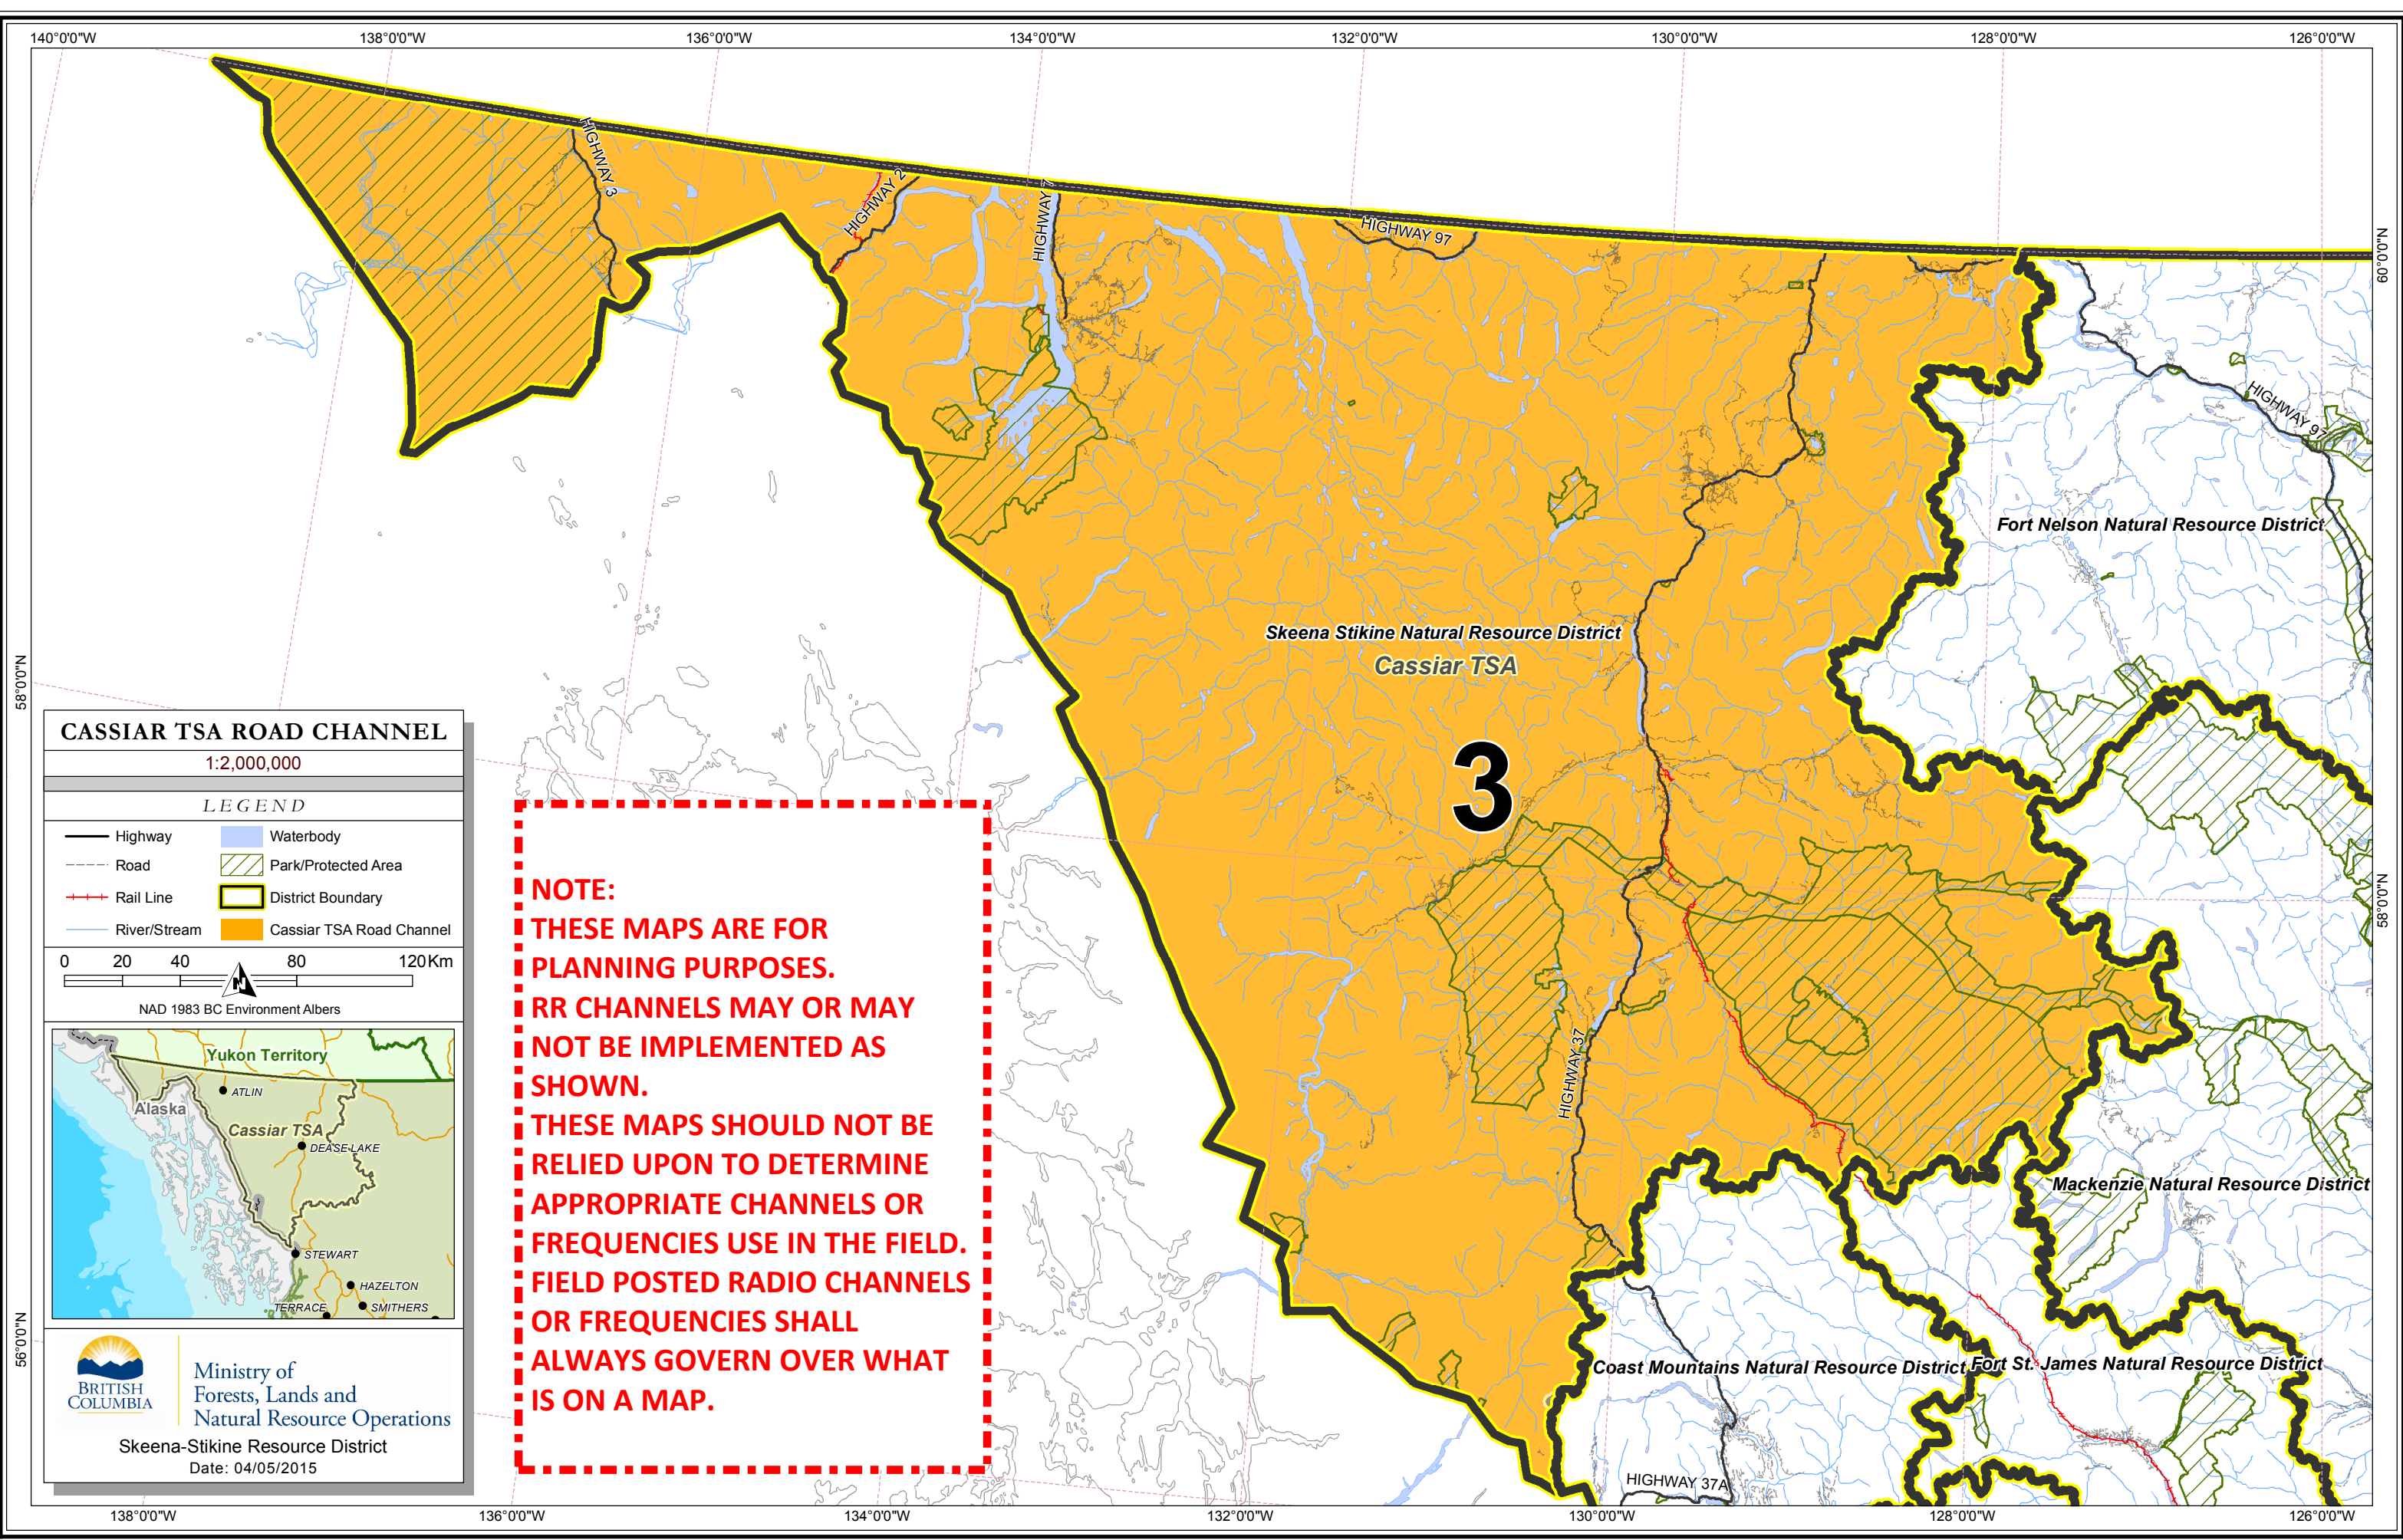 140°0'0"W 138°0'0"W 136°0'0"W 134°0'0"W 132°0'0"W 130°0'0"W 128°0'0"W 126°0'0"W
HIGHWAY 3
HIGHWAY 2
HIGHWAY 7
HIGHWAY 97
60°0'0"N
HIGHWAY 97
Fort Nelson Natural Resource District
Skeena Stikine Natural Resource District
Cassiar TSA
58°0'0"N
3
58°0'0"N
HIGHWAY 37
Mackenzie Natural Resource District
56°0'0"N
Coast Mountains Natural Resource District
Fort St. James Natural Resource District
HIGHWAY 37A
CASSIAR TSA ROAD CHANNEL
1:2,000,000
LEGEND
Highway
Waterbody
Road
Park/Protected Area
Rail Line
District Boundary
River/Stream
Cassiar TSA Road Channel
0 20 40 80 120 Km
N
NAD 1983 BC Environment Albers
Yukon Territory
ATLIN
Alaska
Cassiar TSA
DEASE LAKE
STEWART
HAZELTON
TERRACE
SMITHERS
BRITISH
COLUMBIA
Ministry of
Forests, Lands and
Natural Resource Operations
Skeena-Stikine Resource District
Date: 04/05/2015
NOTE:
THESE MAPS ARE FOR
PLANNING PURPOSES.
RR CHANNELS MAY OR MAY
NOT BE IMPLEMENTED AS
SHOWN.
THESE MAPS SHOULD NOT BE
RELIED UPON TO DETERMINE
APPROPRIATE CHANNELS OR
FREQUENCIES USE IN THE FIELD.
FIELD POSTED RADIO CHANNELS
OR FREQUENCIES SHALL
ALWAYS GOVERN OVER WHAT
IS ON A MAP.
138°0'0"W 136°0'0"W 134°0'0"W 132°0'0"W 130°0'0"W 128°0'0"W 126°0'0"W